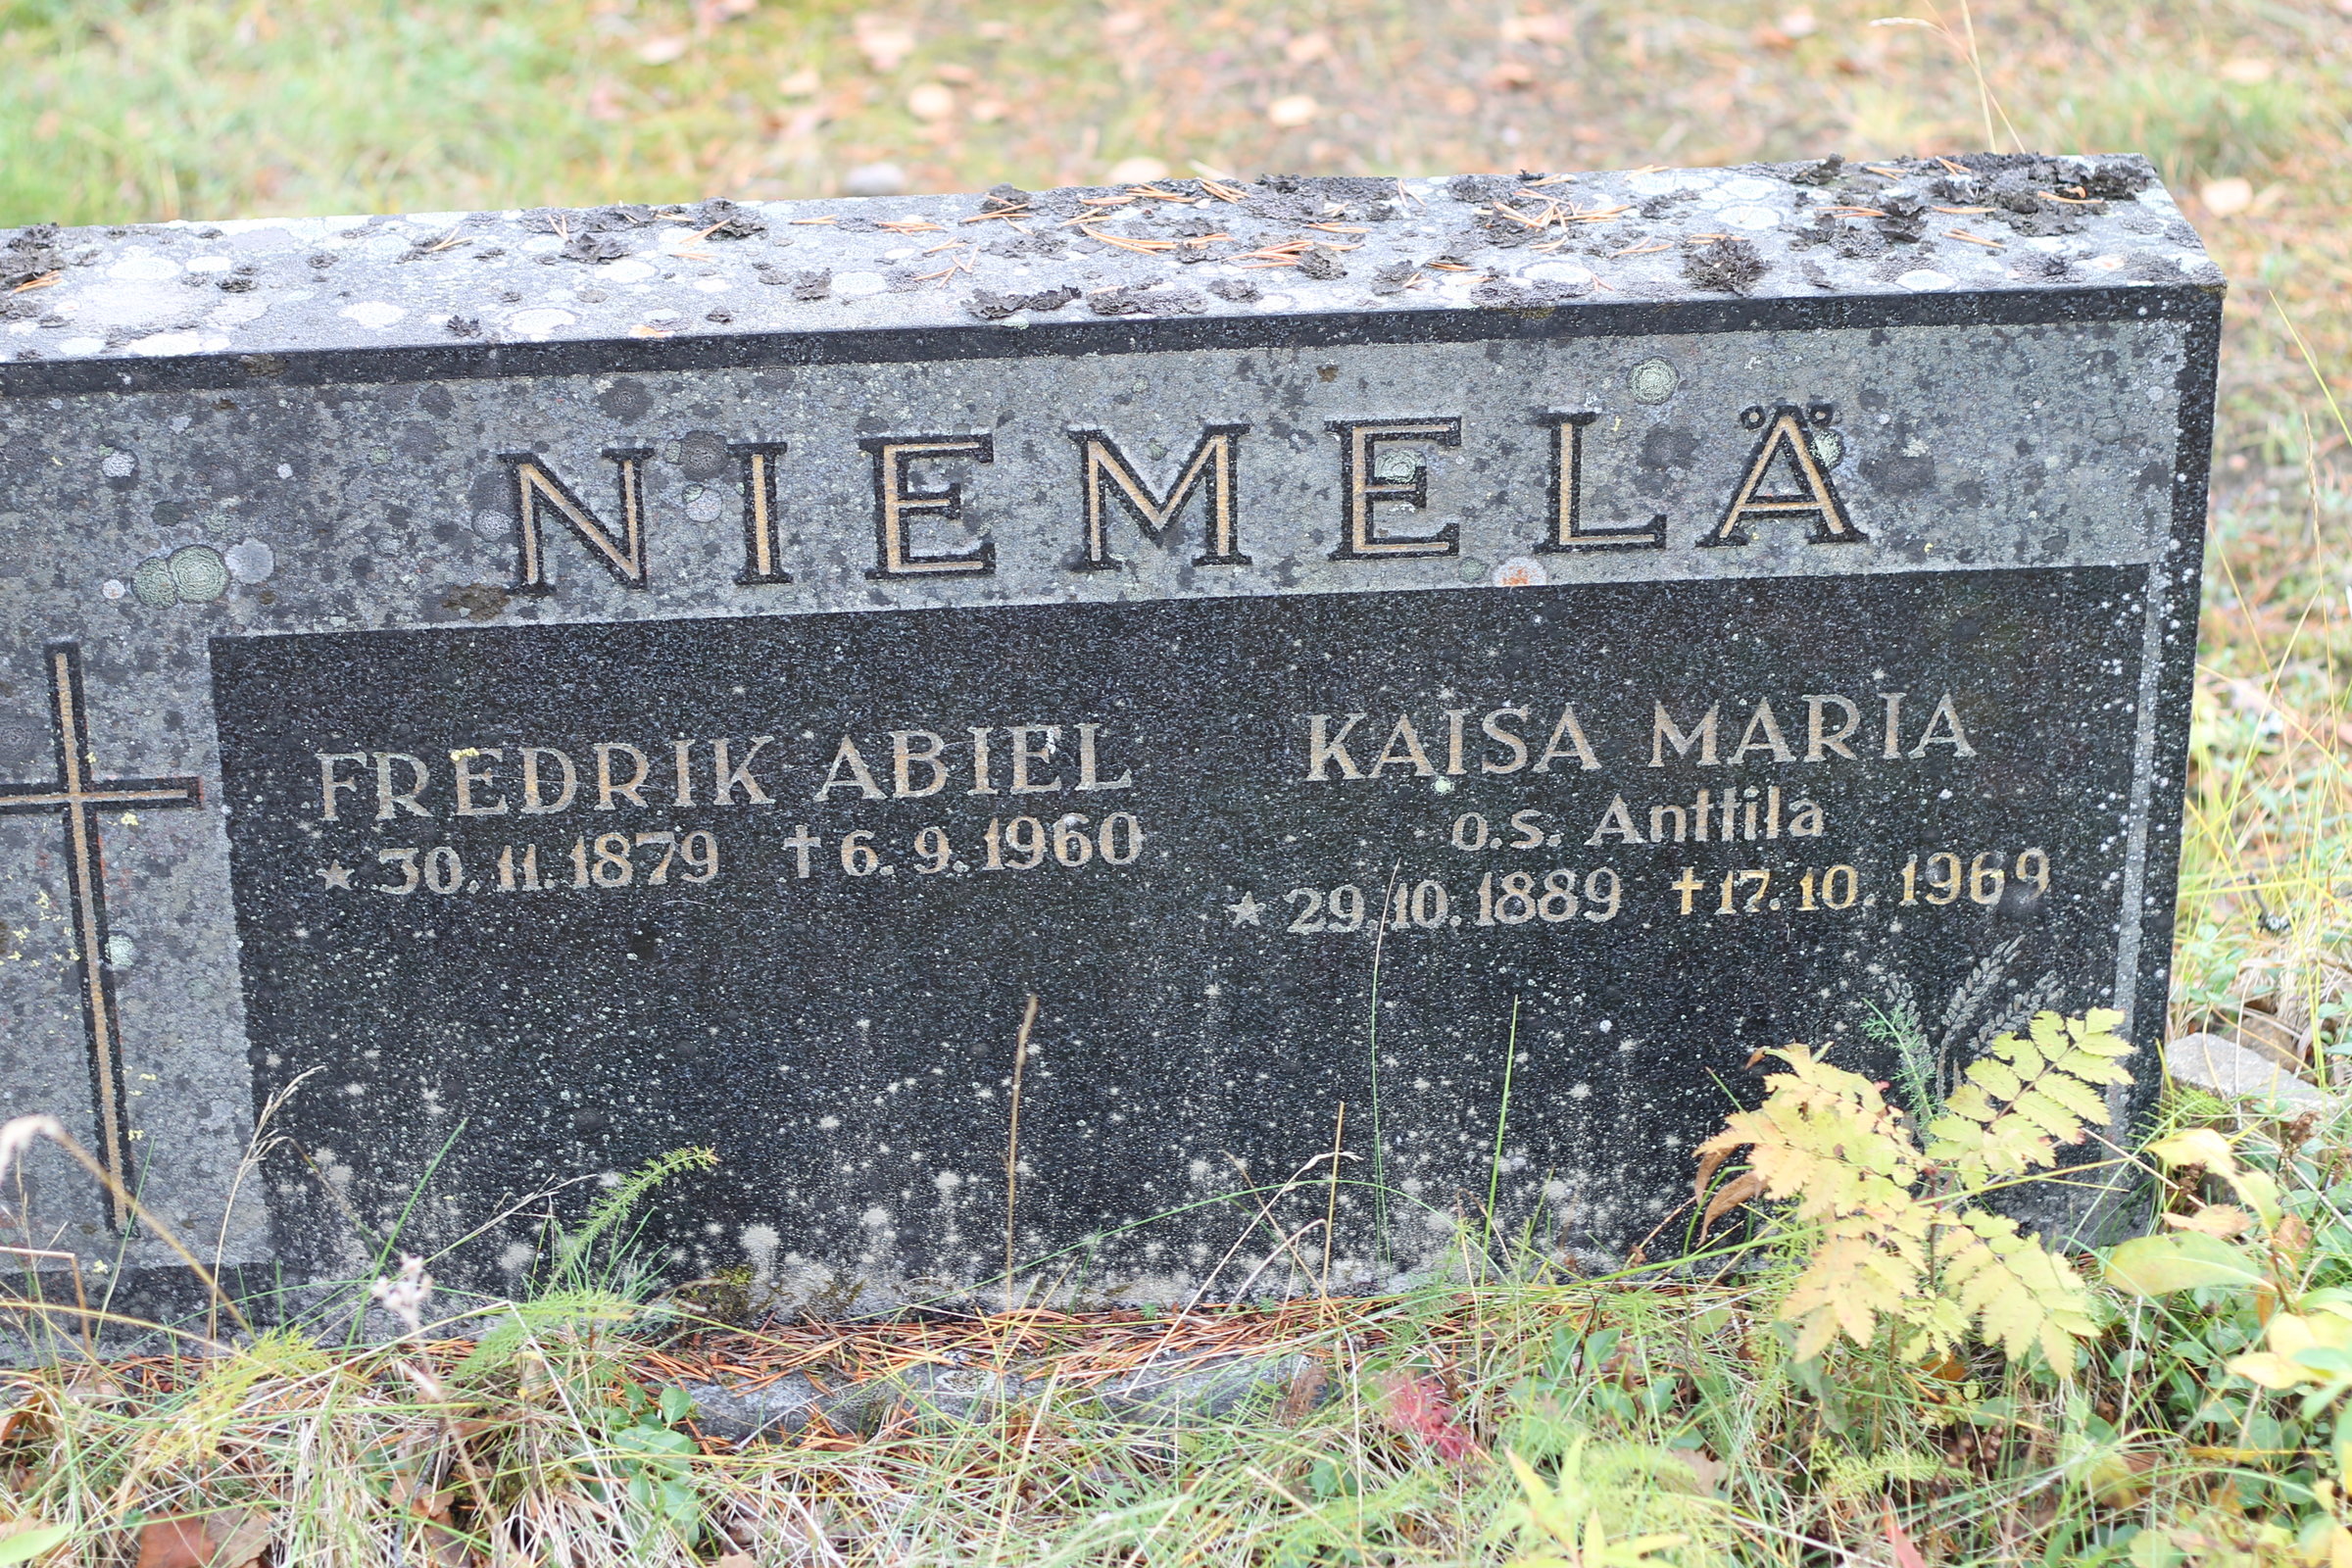 NIEMELÄ
FREDRIK ABIEL
★ 30.11.1879 ✝ 6.9.1960
KAISA MARIA
o.s. Anttila
★ 29.10.1889 ✝ 17.10.1969